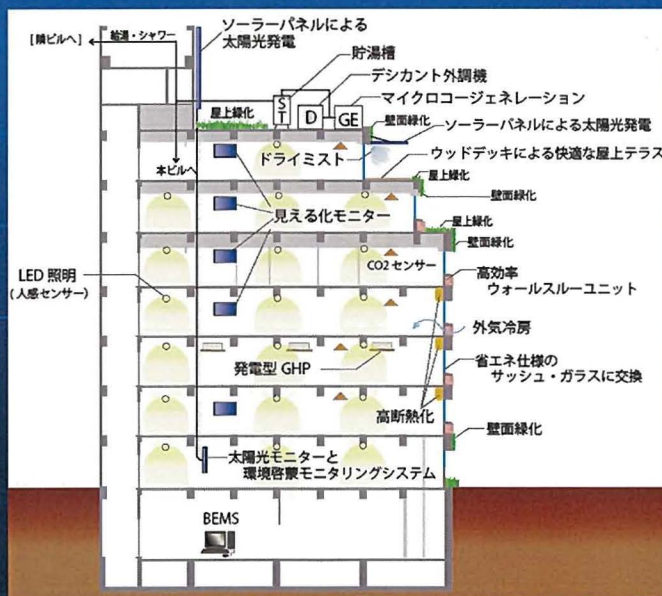 ソーラーパネルによる
太陽光発電
[隣ビルへ]
給湯・シャワー
貯湯槽
デシカント外調機
マイクロコージェネレーション
屋上緑化
ST
D
GE
壁面緑化
ソーラーパネルによる太陽光発電
ドライミスト
ウッドデッキによる快適な屋上テラス
本ビルへ
屋上緑化
壁面緑化
見える化モニター
屋上緑化
壁面緑化
LED 照明
(人感センサー)
CO2 センサー
高効率
ウォールスルーユニット
外気冷房
発電型 GHP
省エネ仕様の
サッシュ・ガラスに交換
高断熱化
壁面緑化
太陽光モニターと
環境啓蒙モニタリングシステム
BEMS